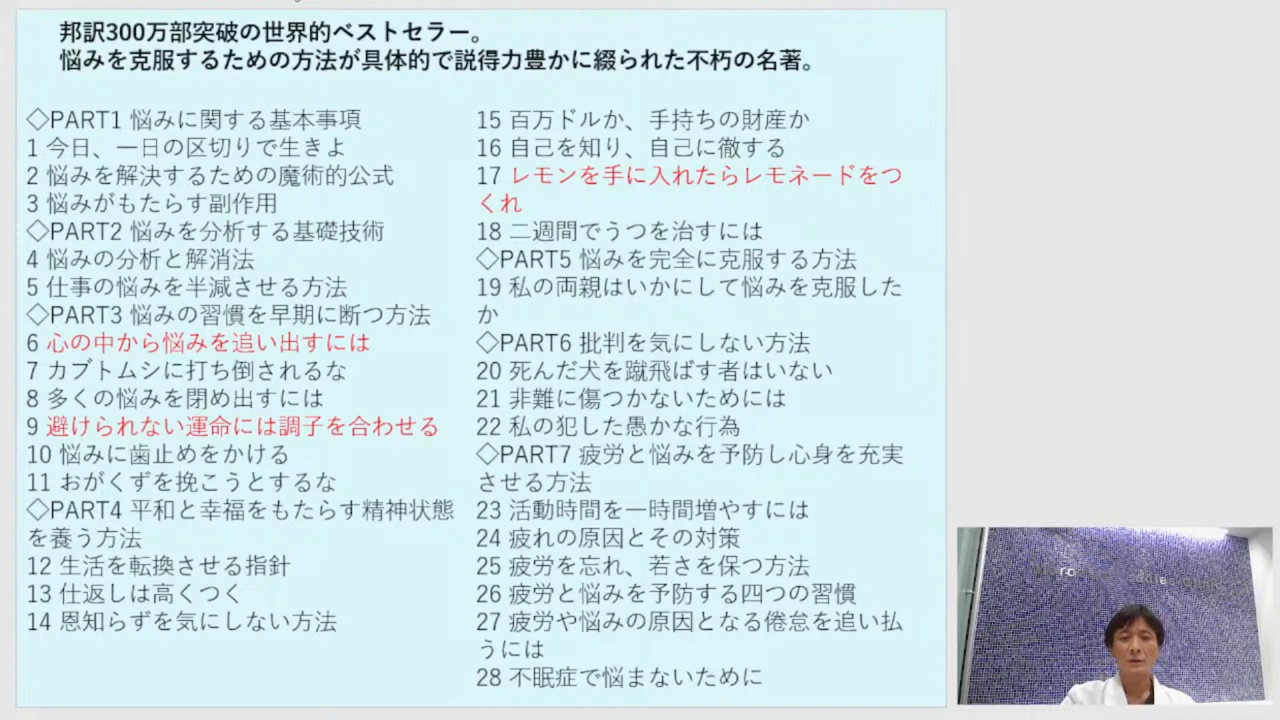 邦訳300万部突破の世界的ベストセラー。
悩みを克服するための方法が具体的で説得力豊かに綴られた不朽の名著。
◇PART1 悩みに関する基本事項
1 今日、一日の区切りで生きよ
2 悩みを解決するための魔術的公式
3 悩みがもたらす副作用
◇PART2 悩みを分析する基礎技術
4 悩みの分析と解消法
5 仕事の悩みを半減させる方法
◇PART3 悩みの習慣を早期に断つ方法
6 心の中から悩みを追い出すには
7 カブトムシに打ち倒されるな
8 多くの悩みを閉め出すには
9 避けられない運命には調子を合わせる
10 悩みに歯止めをかける
11 おがくずを挽こうとするな
◇PART4 平和と幸福をもたらす精神状態
を養う方法
12 生活を転換させる指針
13 仕返しは高くつく
14 恩知らずを気にしない方法
15 百万ドルか、手持ちの財産か
16 自己を知り、自己に徹する
17 レモンを手に入れたらレモネードをつ
くれ
18 二週間でうつを治すには
◇PART5 悩みを完全に克服する方法
19 私の両親はいかにして悩みを克服した
か
◇PART6 批判を気にしない方法
20 死んだ犬を蹴飛ばす者はいない
21 非難に傷つかないためには
22 私の犯した愚かな行為
◇PART7 疲労と悩みを予防し心身を充実
させる方法
23 活動時間を一時間増やすには
24 疲れの原因とその対策
25 疲労を忘れ、若さを保つ方法
26 疲労と悩みを予防する四つの習慣
27 疲労や悩みの原因となる倦怠を追い払
うには
28 不眠症で悩まないために